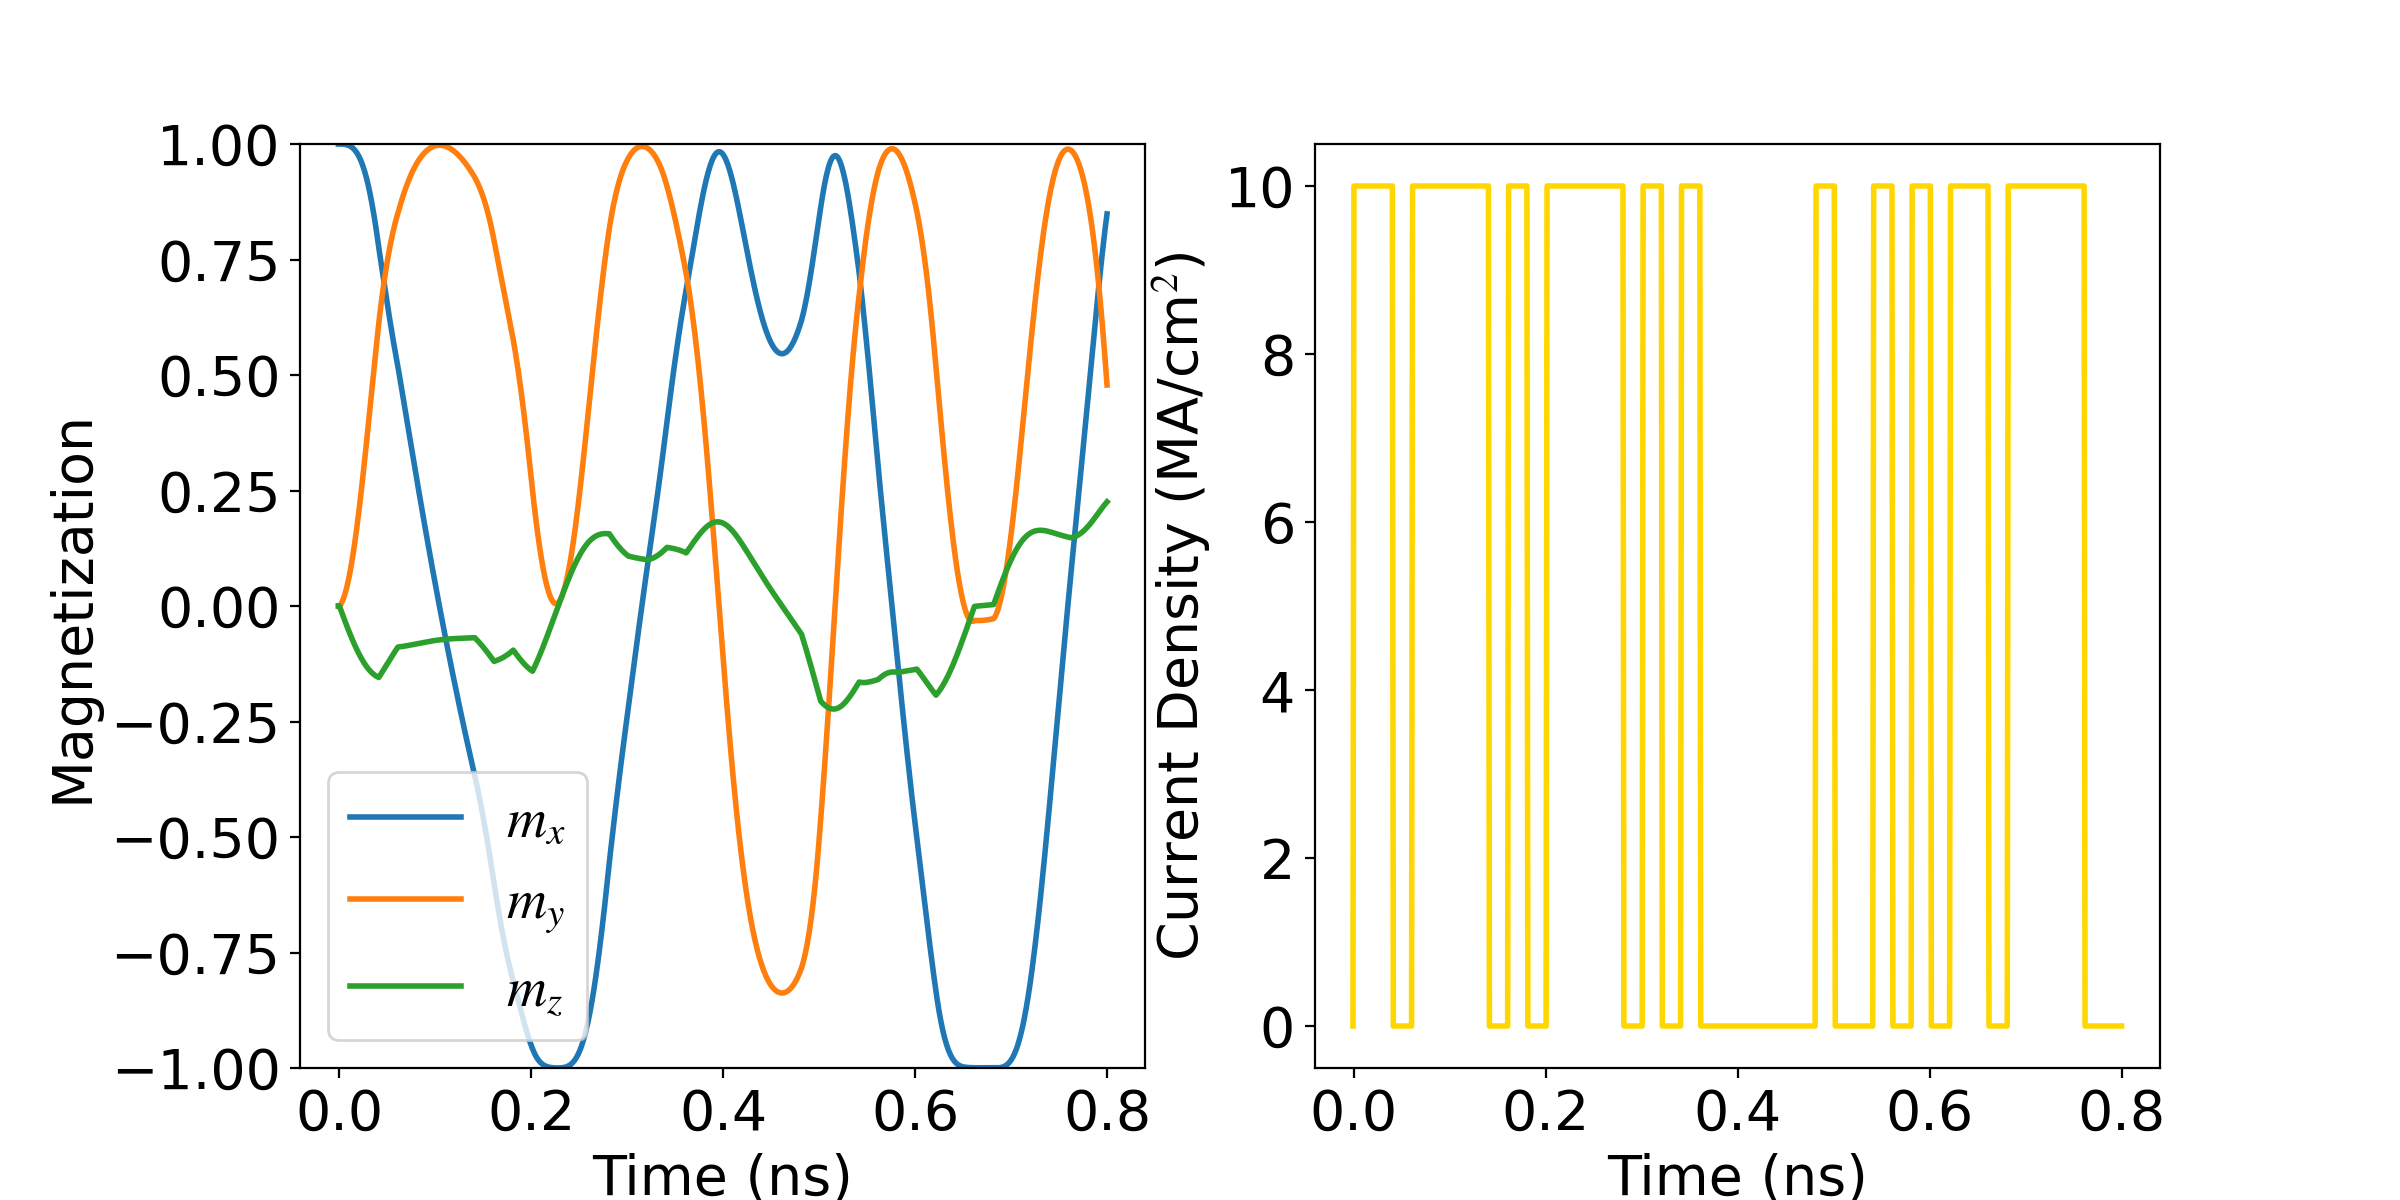 Magnetization
1.00
0.75
0.50
0.25
0.00
−0.25
−0.50
−0.75
−1.00
m_x
m_y
m_z
0.0 0.2 0.4 0.6 0.8
Time (ns)
Current Density (MA/cm²)
10
8
6
4
2
0
0.0 0.2 0.4 0.6 0.8
Time (ns)